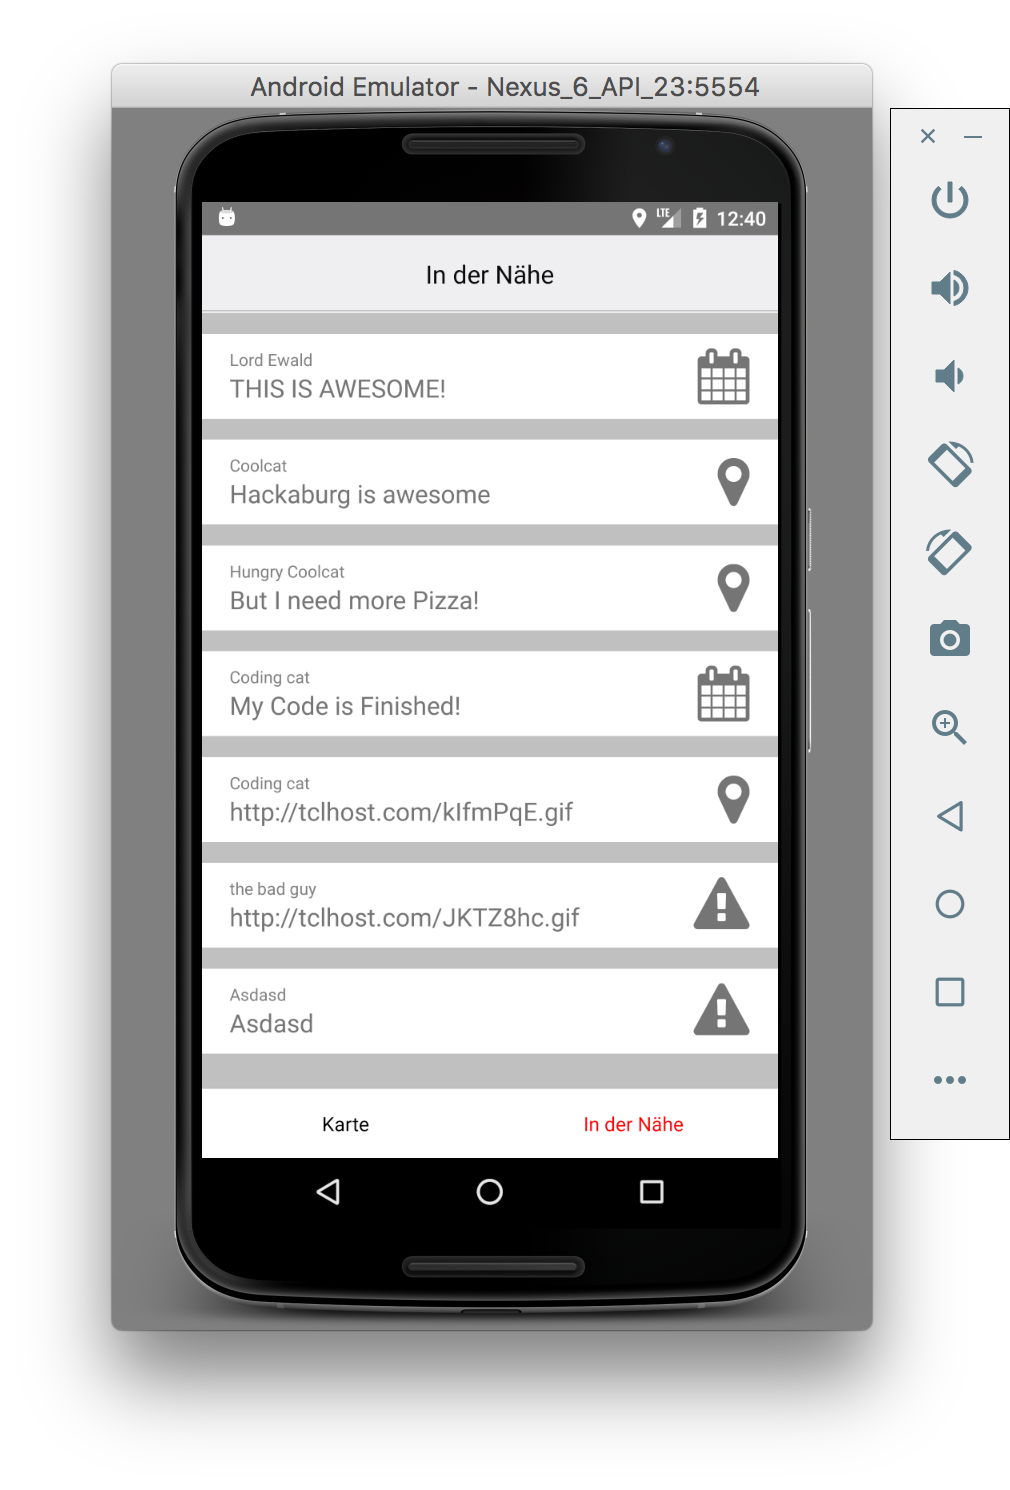 Android Emulator - Nexus_6_API_23:5554
LTE 12:40
In der Nähe
Lord Ewald
THIS IS AWESOME!
Coolcat
Hackaburg is awesome
Hungry Coolcat
But I need more Pizza!
Coding cat
My Code is Finished!
Coding cat
http://tclhost.com/kIfmPqE.gif
the bad guy
http://tclhost.com/JKTZ8hc.gif
Asdasd
Asdasd
Karte In der Nähe